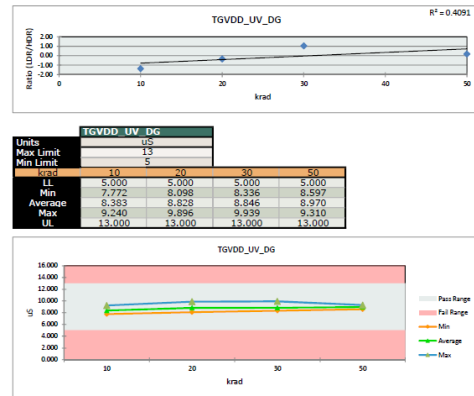 TGVDD_UV_DG
R² = 0.4091
Ratio (LDR/HDR)
2.00
1.00
0.00
-1.00
-2.00
0 10 20 30 40 50
krad
TGVDD_UV_DG
Units uS
Max Limit 13
Min Limit 5
krad 10 20 30 50
LL 5.000 5.000 5.000 5.000
Min 7.772 8.098 8.336 8.597
Average 8.383 8.828 8.846 8.970
Max 9.240 9.896 9.939 9.310
UL 13.000 13.000 13.000 13.000
TGVDD_UV_DG
uS
16.000
14.000
12.000
10.000
8.000
6.000
4.000
2.000
0.000
10 20 30 50
krad
Pass Range
Fail Range
Min
Average
Max